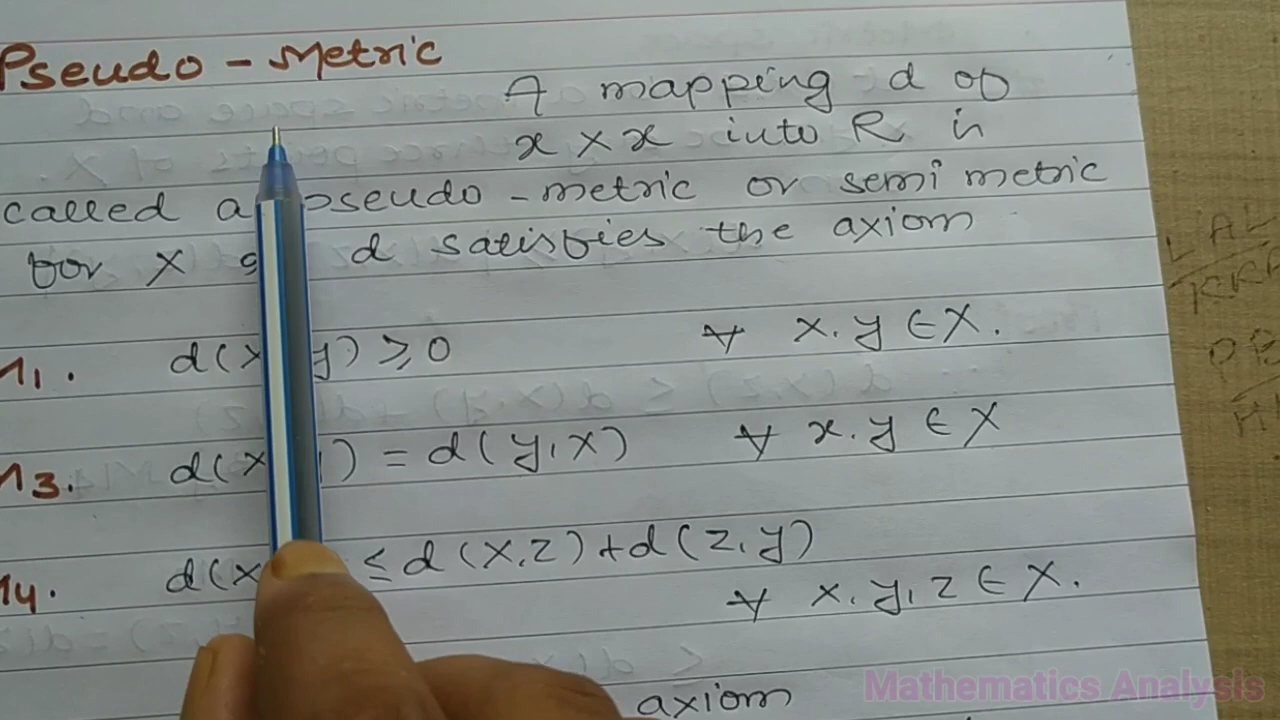 Pseudo - Metric
A mapping d of
x × x into R is
called a pseudo - metric or semi metric
for X d satisfies the axiom
M1. d(x y) ≥ 0 ∀ x.y ∈ X.
M3. d(x ) = d(y,x) ∀ x.y ∈ X
M4. d(x ≤ d(x,z) + d(z,y)
∀ x,y,z ∈ X.
axiom
Mathematics Analysis